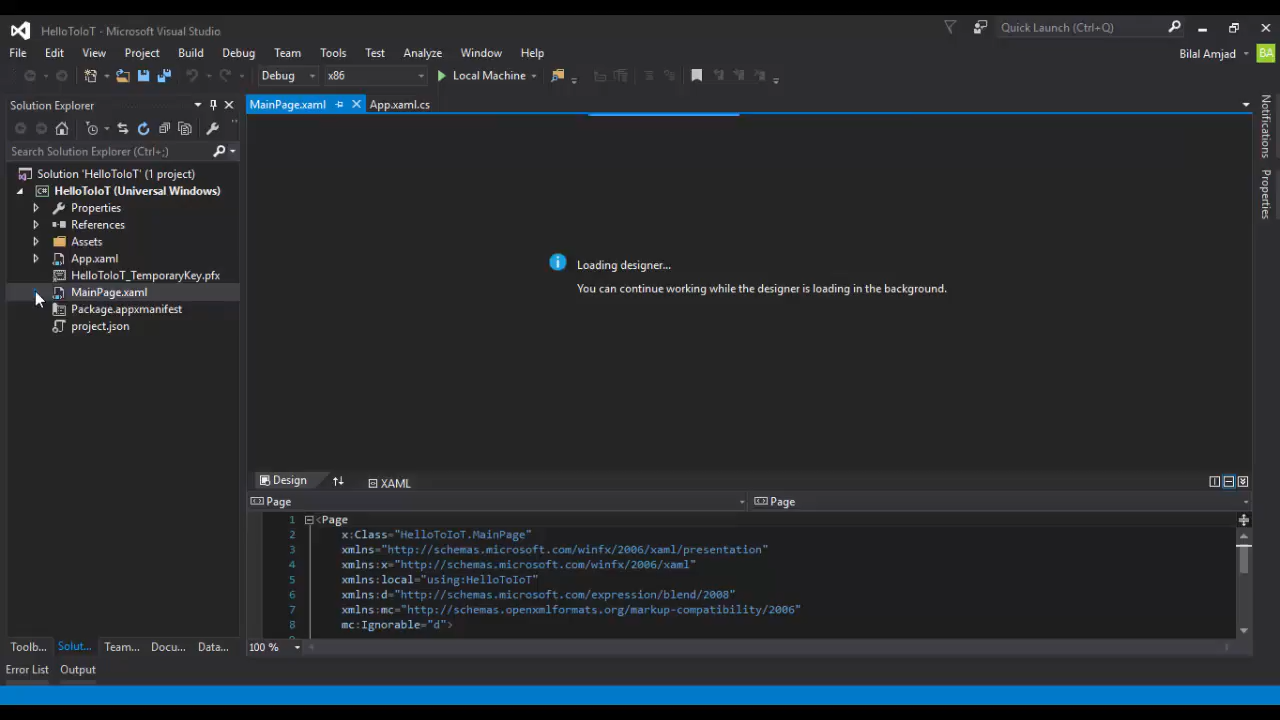 HelloToIoT - Microsoft Visual Studio
Quick Launch (Ctrl+Q)
File Edit View Project Build Debug Team Tools Test Analyze Window Help
Bilal Amjad BA
Debug x86 Local Machine
Solution Explorer
MainPage.xaml App.xaml.cs
Search Solution Explorer (Ctrl+;)
Solution 'HelloToIoT' (1 project)
C# HelloToIoT (Universal Windows)
Properties
References
Assets
App.xaml
HelloToIoT_TemporaryKey.pfx
MainPage.xaml
Package.appxmanifest
project.json
Loading designer...
You can continue working while the designer is loading in the background.
Design XAML
Page Page
1 <Page
2 x:Class="HelloToIoT.MainPage"
3 xmlns="http://schemas.microsoft.com/winfx/2006/xaml/presentation"
4 xmlns:x="http://schemas.microsoft.com/winfx/2006/xaml"
5 xmlns:local="using:HelloToIoT"
6 xmlns:d="http://schemas.microsoft.com/expression/blend/2008"
7 xmlns:mc="http://schemas.openxmlformats.org/markup-compatibility/2006"
8 mc:Ignorable="d">
100 %
Toolb... Solut... Team... Docu... Data...
Error List Output
Notifications
Properties